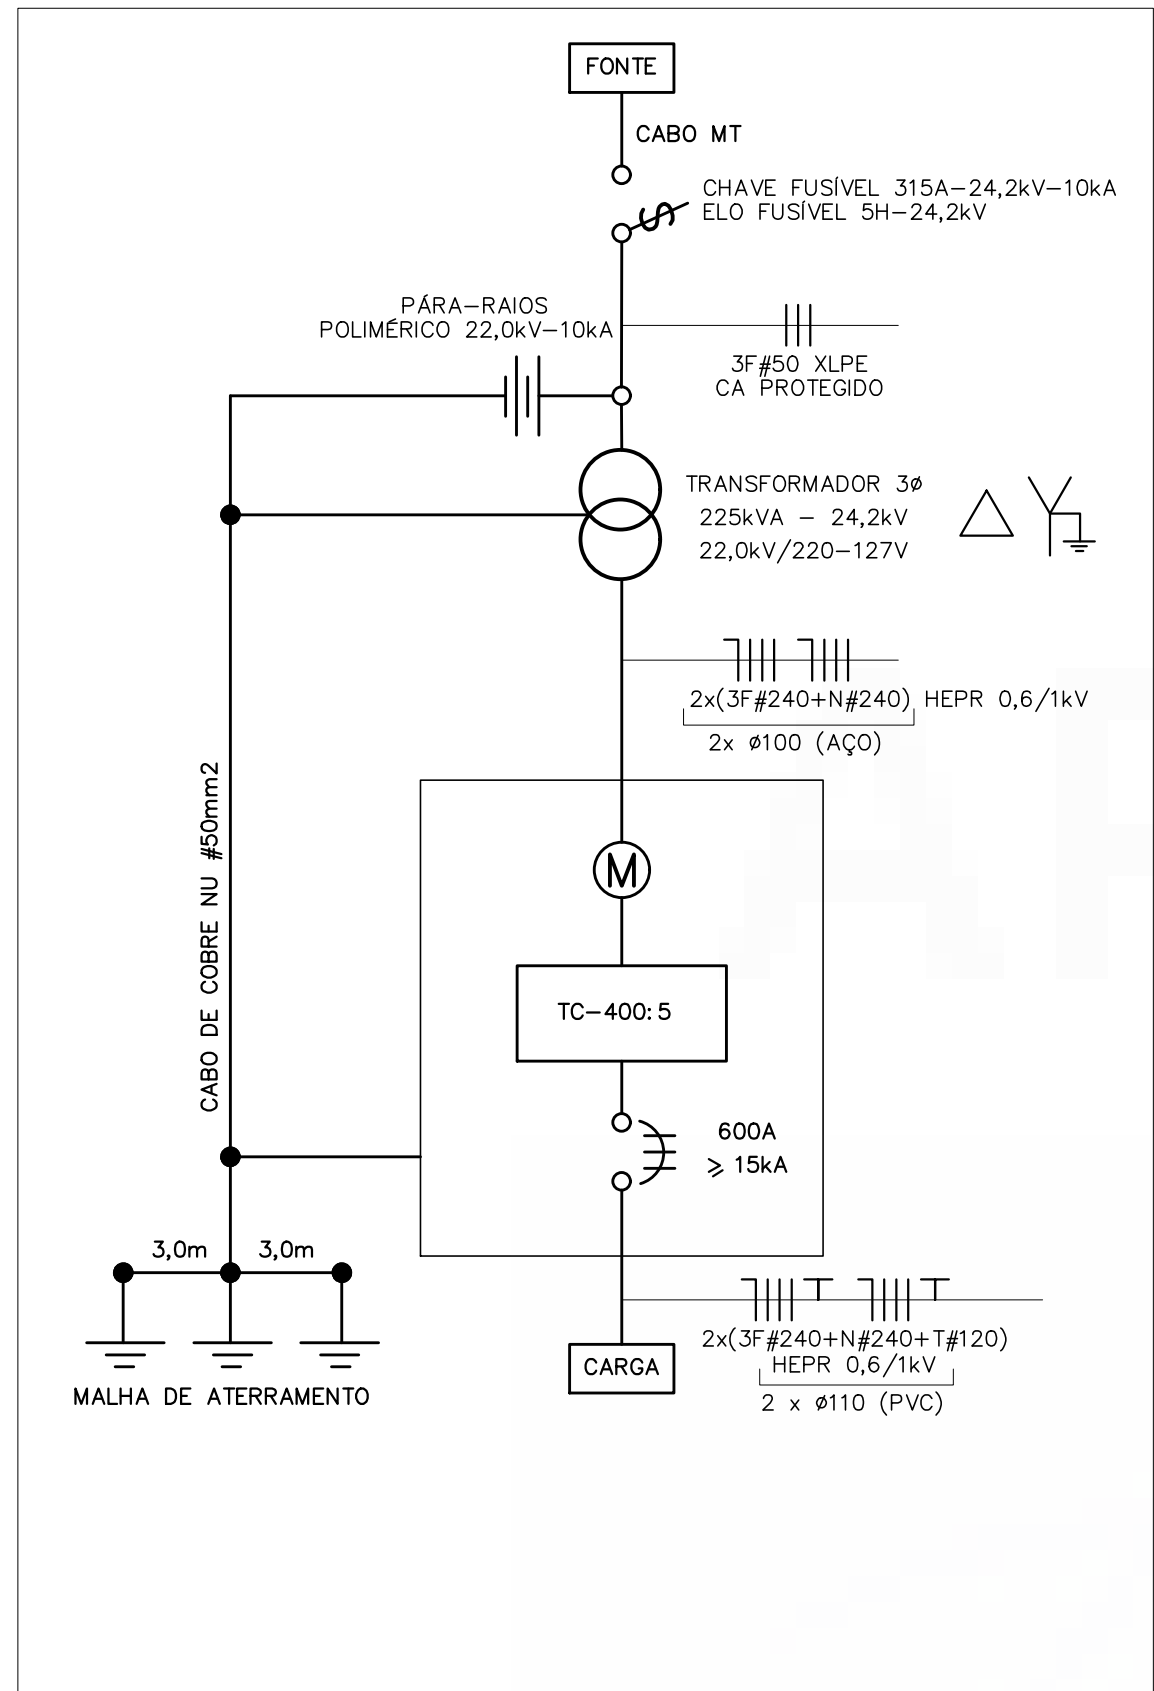 FONTE
CABO MT
CHAVE FUSÍVEL 315A-24,2kV-10kA
ELO FUSÍVEL 5H-24,2kV
PÁRA-RAIOS
POLIMÉRICO 22,0kV-10kA
3F#50 XLPE
CA PROTEGIDO
TRANSFORMADOR 3ø
225kVA - 24,2kV
22,0kV/220-127V
2x(3F#240+N#240) HEPR 0,6/1kV
2x ø100 (AÇO)
CABO DE COBRE NU #50mm2
M
TC-400:5
600A
⩾ 15kA
3,0m 3,0m
MALHA DE ATERRAMENTO
2x(3F#240+N#240+T#120)
HEPR 0,6/1kV
2 x ø110 (PVC)
CARGA